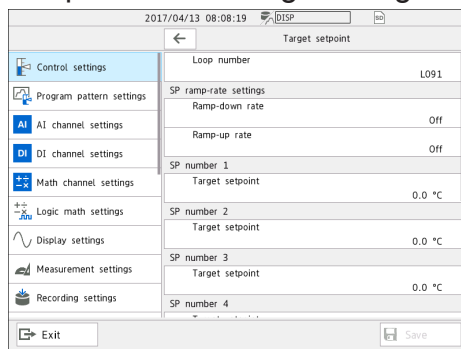 2017/04/13 08:08:19 DISP SD
Target setpoint
Control settings
Program pattern settings
AI AI channel settings
DI DI channel settings
Math channel settings
Logic math settings
Display settings
Measurement settings
Recording settings
Loop number
L091
SP ramp-rate settings
Ramp-down rate
Off
Ramp-up rate
Off
SP number 1
Target setpoint
0.0 °C
SP number 2
Target setpoint
0.0 °C
SP number 3
Target setpoint
0.0 °C
SP number 4
Exit
Save